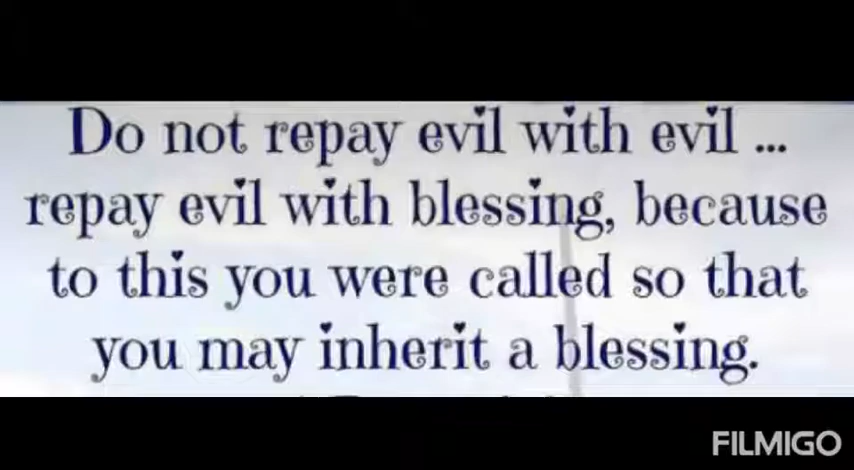 Do not repay evil with evil ...
repay evil with blessing, because
to this you were called so that
you may inherit a blessing.
FILMIGO